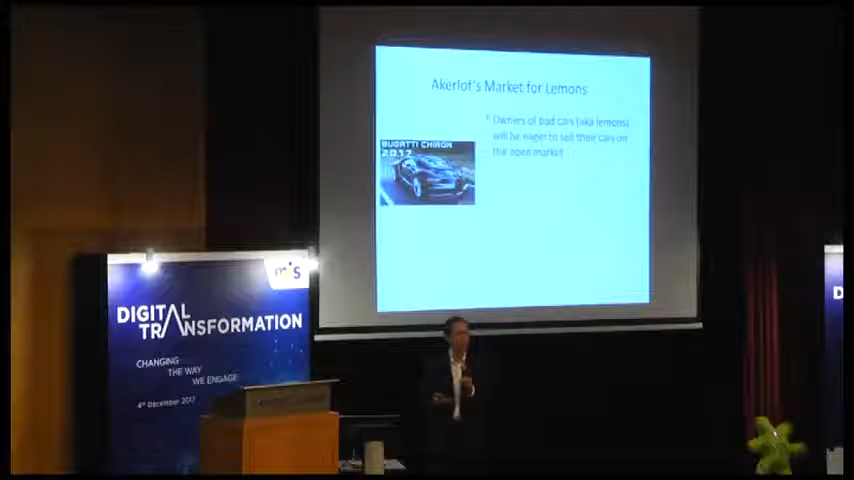 Akerlof's Market for Lemons
• Owners of bad cars (aka lemons)
will be eager to sell their cars on
the open market
BUGATTI CHIRON
2017
mis
DIGITAL
TRANSFORMATION
CHANGING
THE WAY
WE ENGAGE
4th December 2017
D